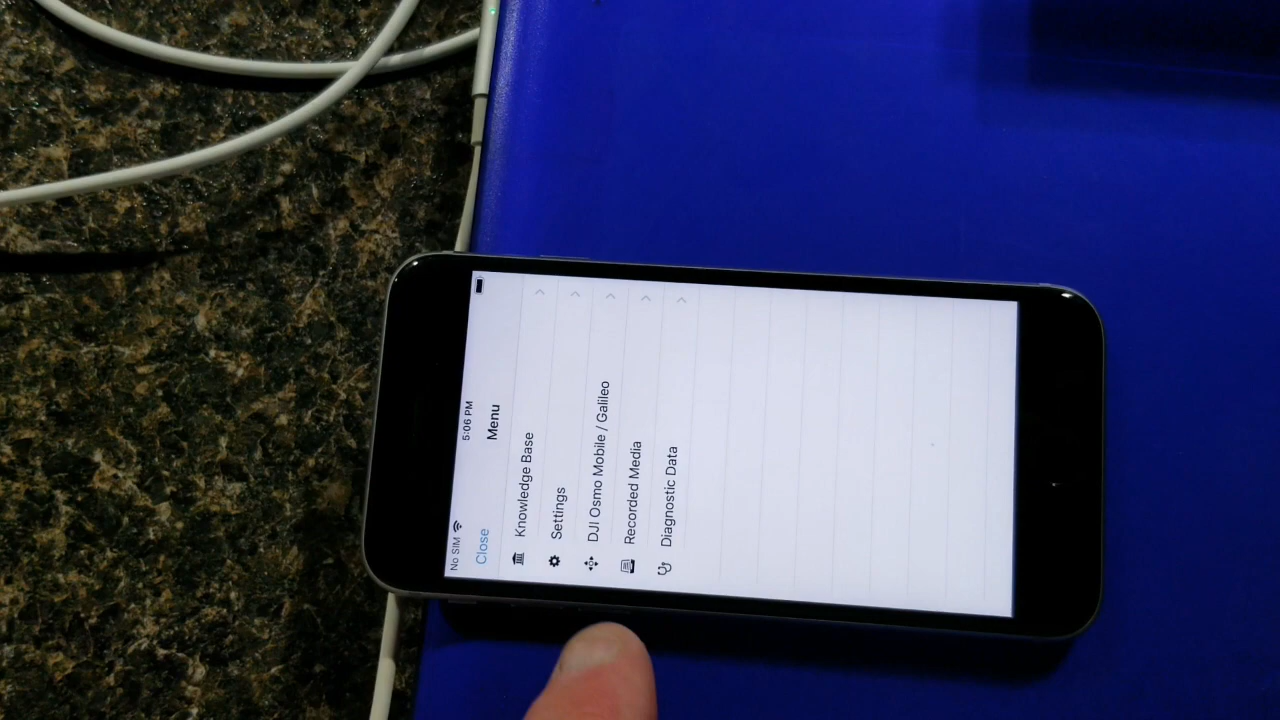 No SIM 5:06 PM
Close Menu
Knowledge Base
Settings
DJI Osmo Mobile / Galileo
Recorded Media
Diagnostic Data